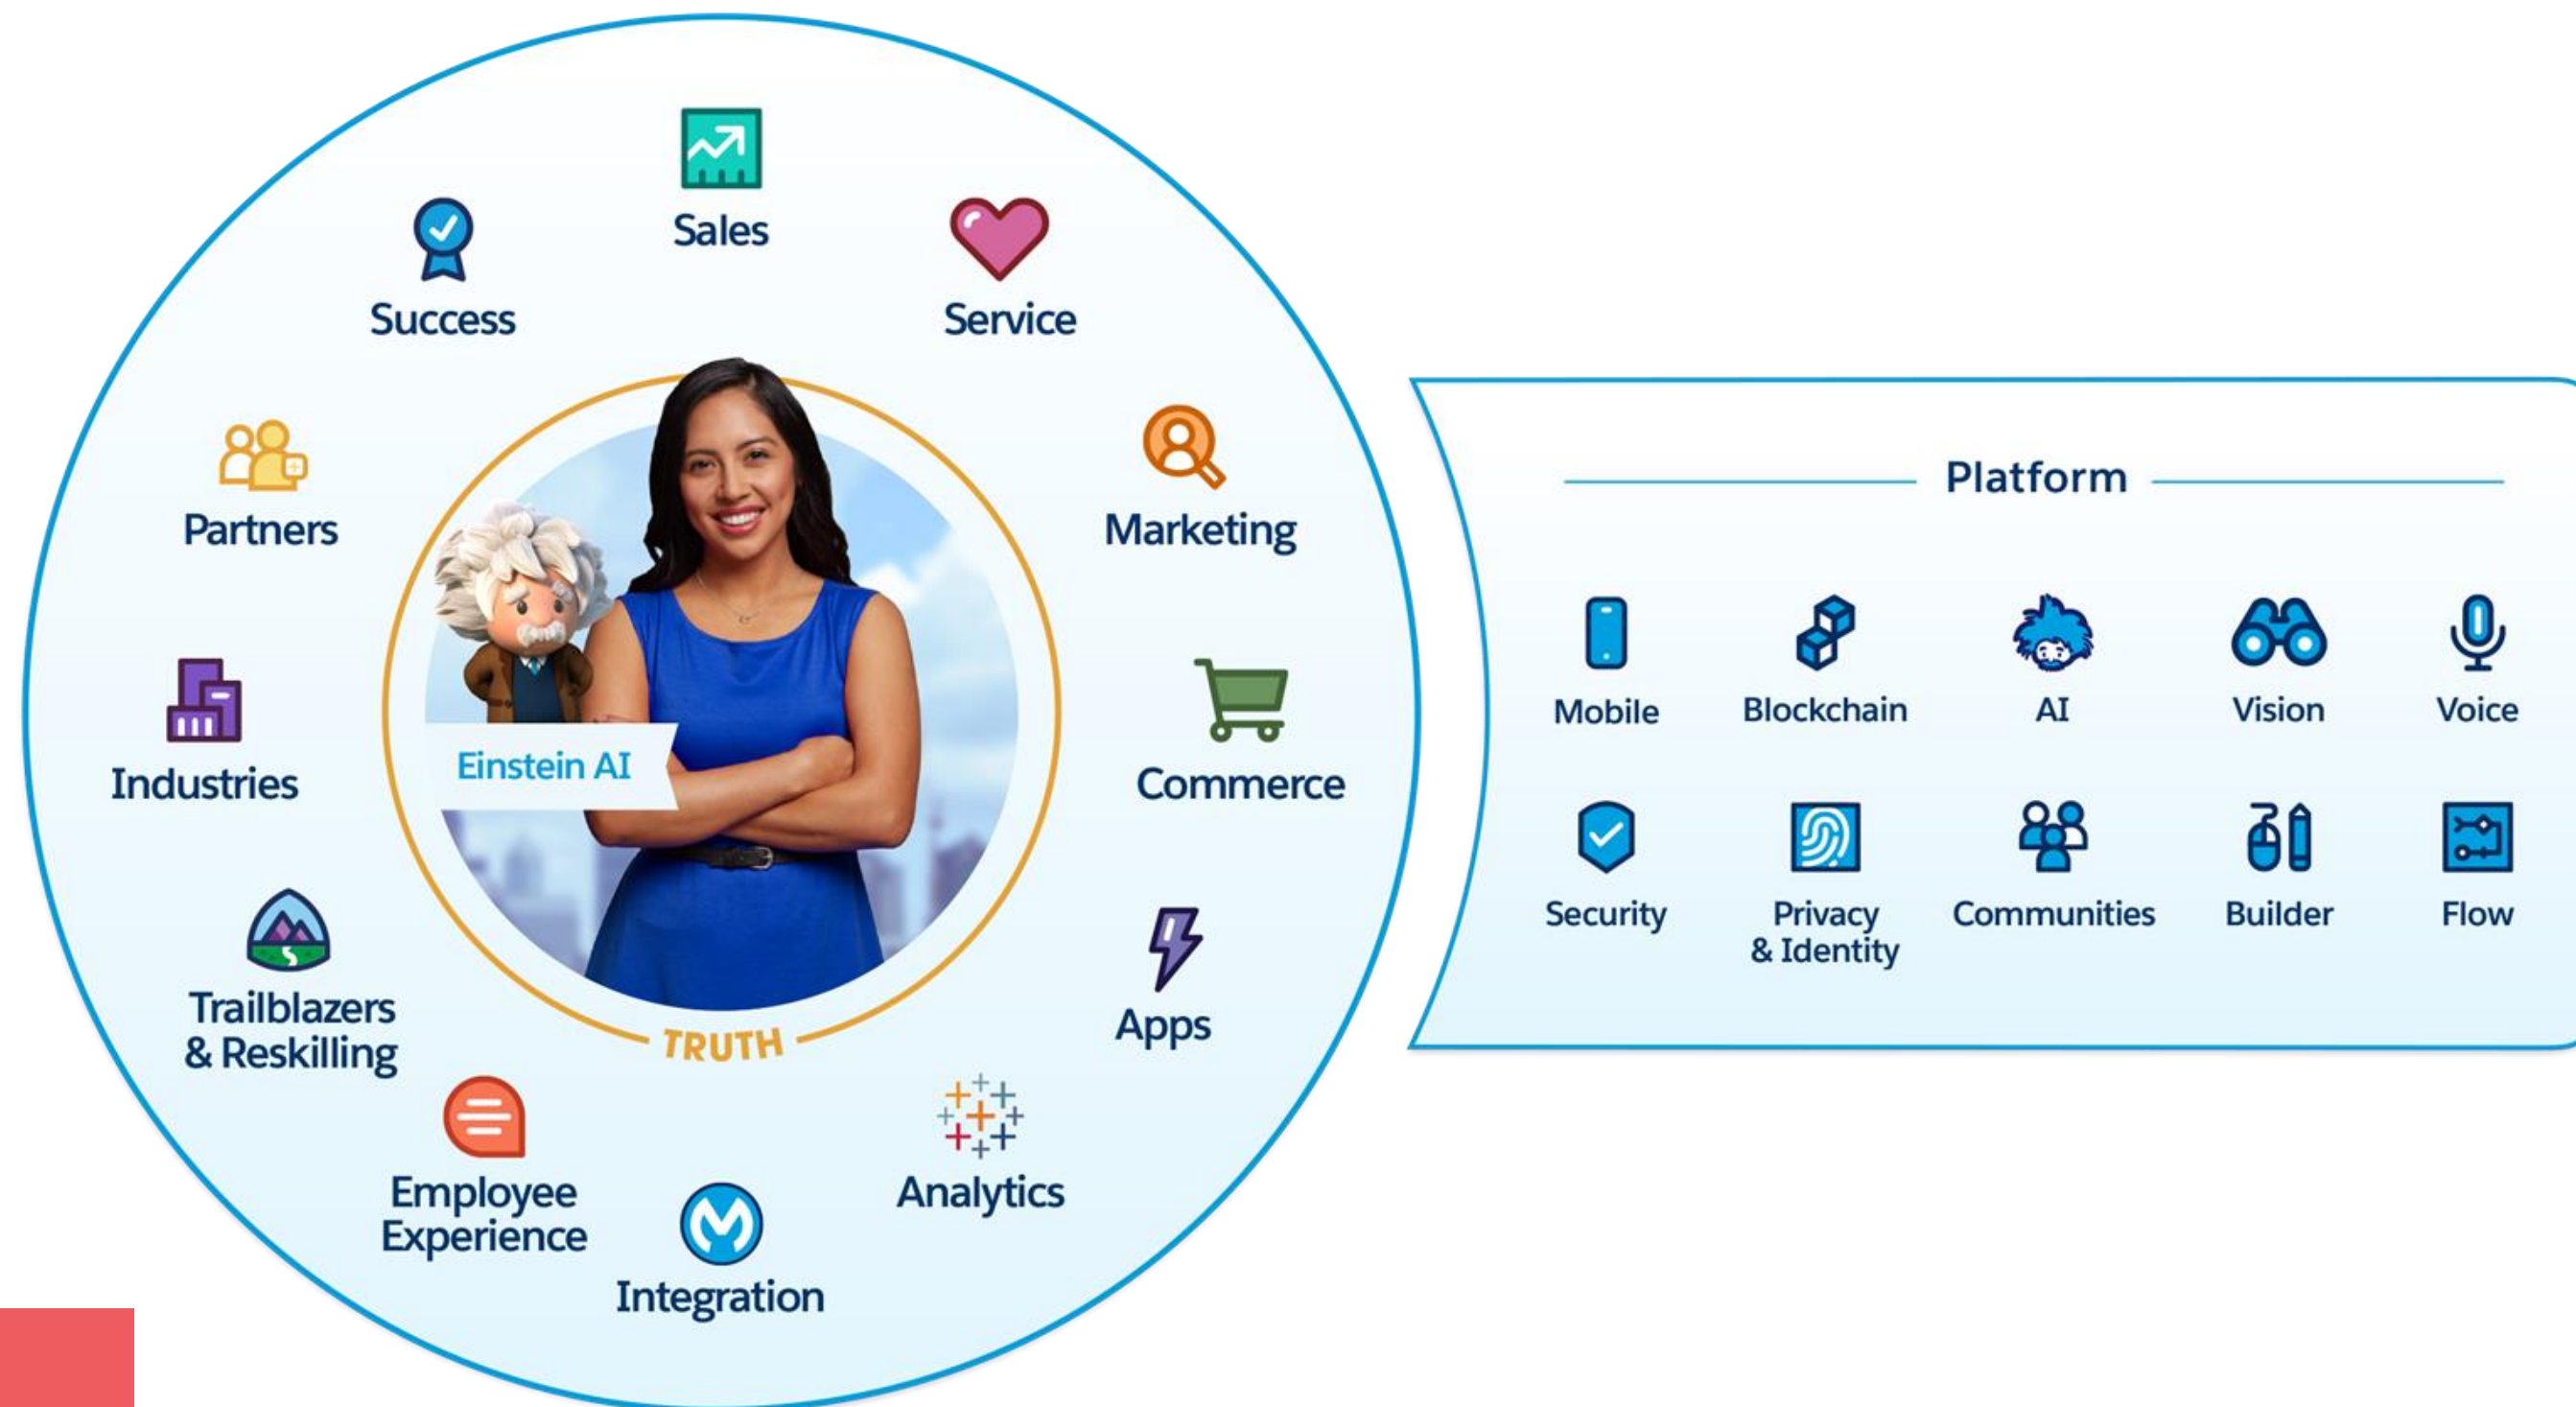 Sales
Success
Service
Partners
Marketing
Einstein AI
Industries
Commerce
Trailblazers
& Reskilling
Apps
TRUTH
Employee
Experience
Analytics
Integration
Platform
Mobile
Blockchain
AI
Vision
Voice
Security
Privacy
& Identity
Communities
Builder
Flow